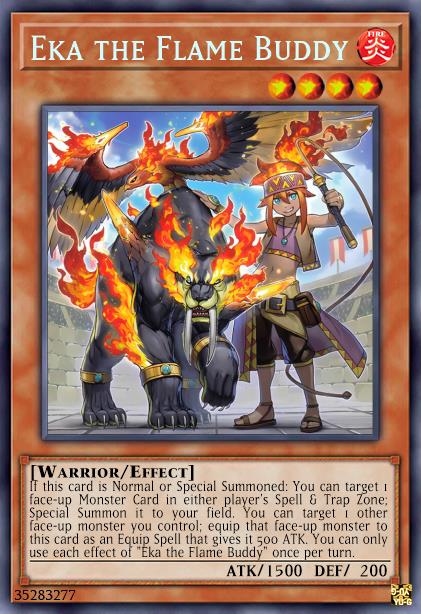 Eka the Flame Buddy
FIRE
炎
[Warrior/Effect]
If this card is Normal or Special Summoned: You can target 1
face-up Monster Card in either player's Spell & Trap Zone;
Special Summon it to your field. You can target 1 other
face-up monster you control; equip that face-up monster to
this card as an Equip Spell that gives it 500 ATK. You can only
use each effect of "Eka the Flame Buddy" once per turn.
ATK/1500 DEF/ 200
35283277